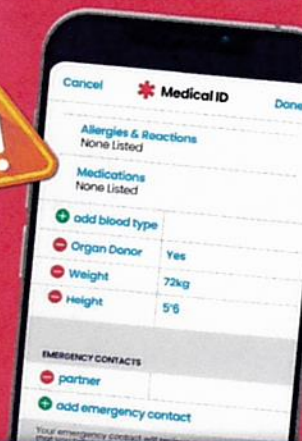 Cancel
Medical ID
Done
Allergies & Reactions
None Listed
Medications
None Listed
add blood type
Organ Donor Yes
Weight 72kg
Height 5'6
EMERGENCY CONTACTS
partner
add emergency contact
Your emergency contact will